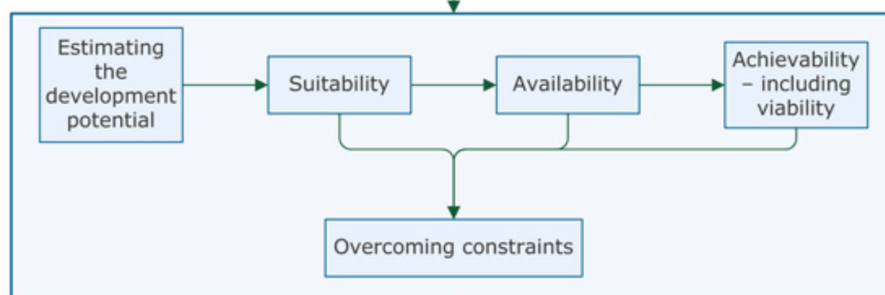 Estimating
the
development
potential
Suitability
Availability
Achievability
– including
viability
Overcoming constraints